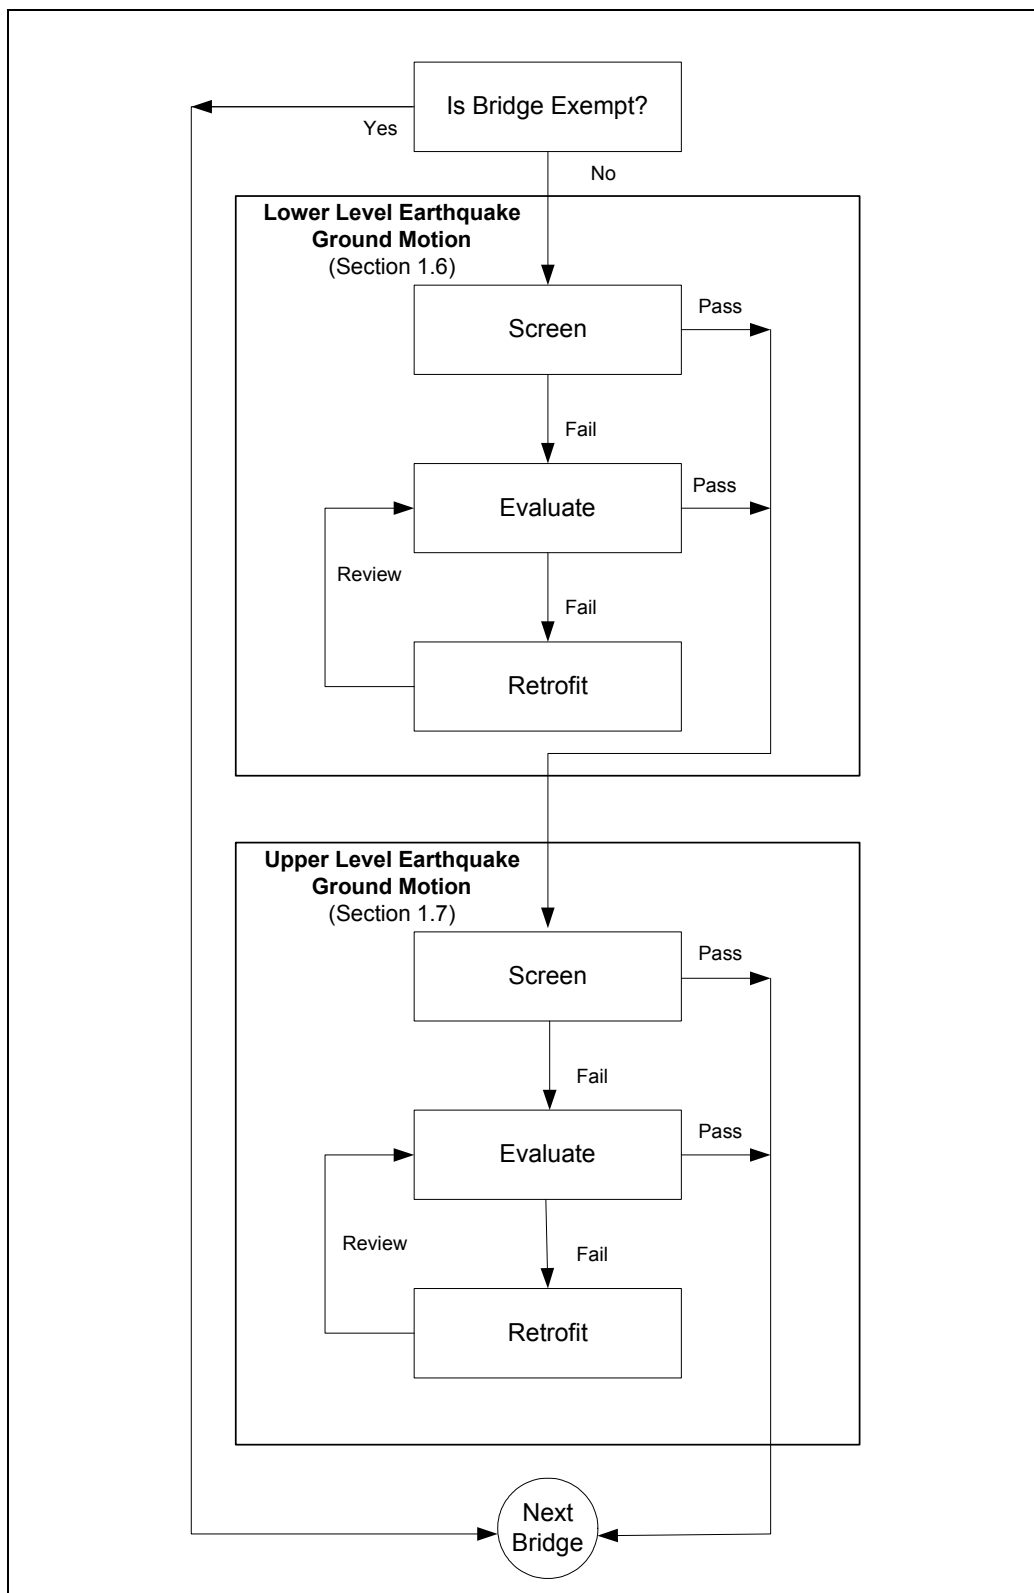 Is Bridge Exempt?
Yes
No
Lower Level Earthquake
Ground Motion
(Section 1.6)
Screen
Pass
Fail
Evaluate
Pass
Review
Fail
Retrofit
Upper Level Earthquake
Ground Motion
(Section 1.7)
Screen
Pass
Fail
Evaluate
Pass
Review
Fail
Retrofit
Next
Bridge